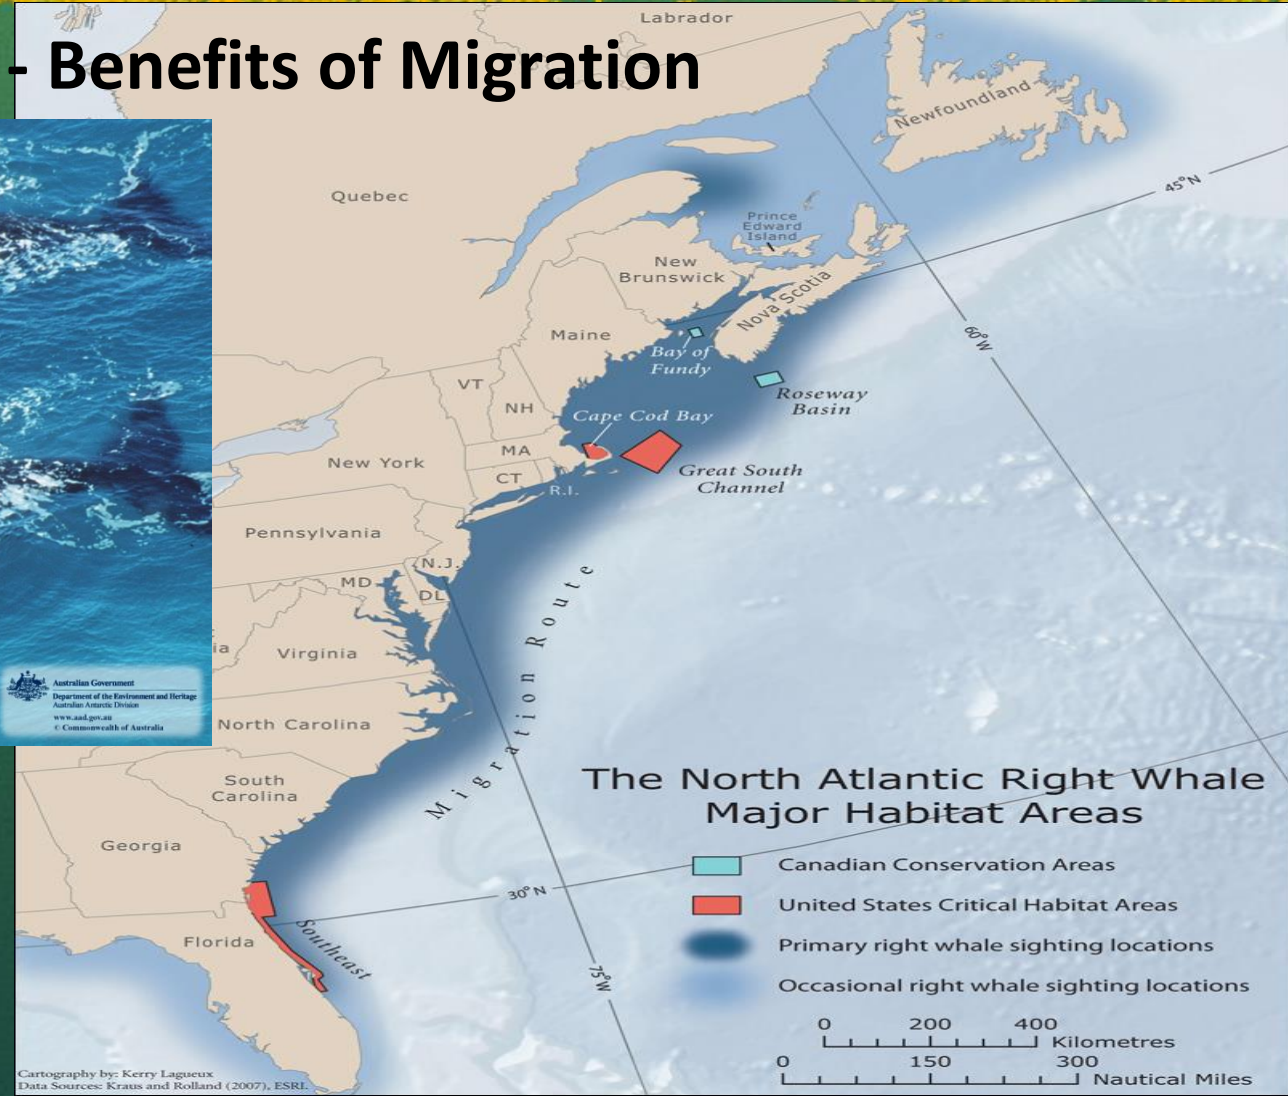 - Benefits of Migration
Labrador
Newfoundland
Quebec
45°N
Prince
Edward
Island
New
Brunswick
Nova Scotia
Maine
60°W
Bay of
Fundy
Roseway
Basin
VT
NH
Cape Cod Bay
MA
New York
CT
R.I.
Great South
Channel
Pennsylvania
N.J.
MD
DL
Migration Route
ia
Virginia
Australian Government
Department of the Environment and Heritage
Australian Antarctic Division
www.aad.gov.au
© Commonwealth of Australia
North Carolina
South
Carolina
Georgia
The North Atlantic Right Whale
Major Habitat Areas
Canadian Conservation Areas
30°N
United States Critical Habitat Areas
Florida
Southeast
Primary right whale sighting locations
75°W
Occasional right whale sighting locations
0 200 400
Kilometres
0 150 300
Nautical Miles
Cartography by: Kerry Lagueux
Data Sources: Kraus and Rolland (2007), ESRI.